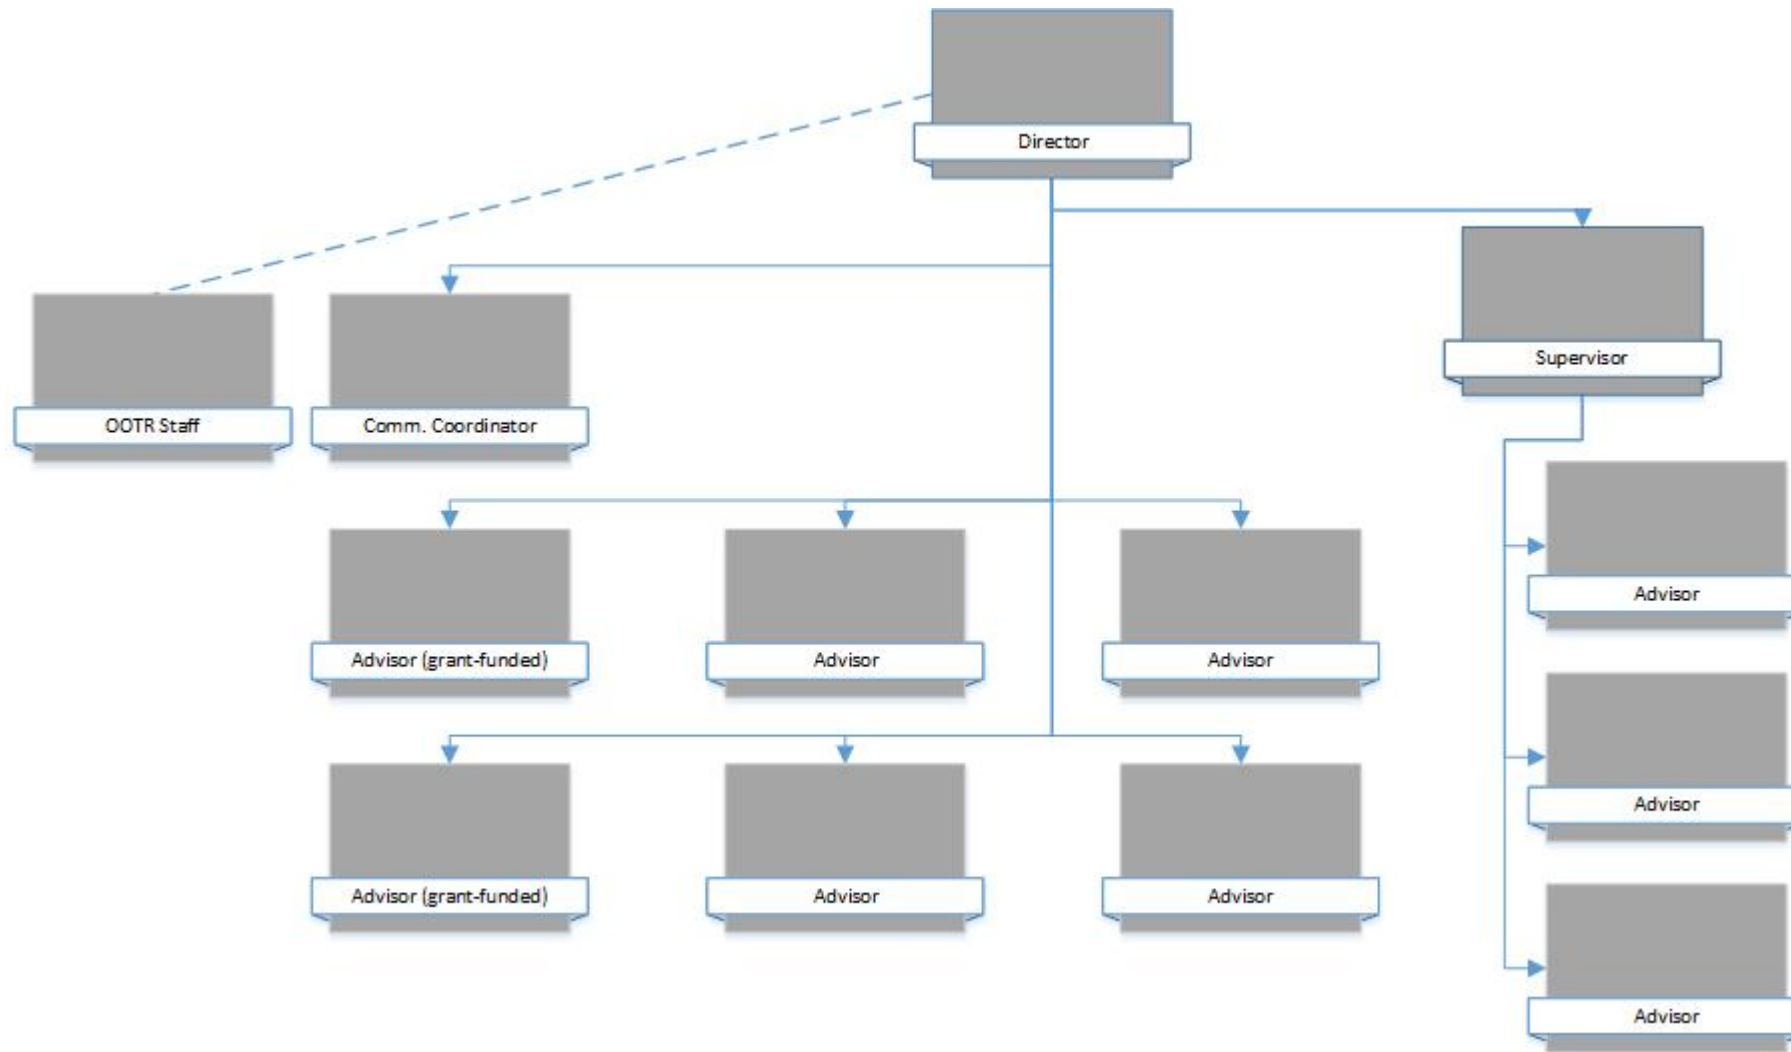 Director
Supervisor
OOTR Staff
Comm. Coordinator
Advisor
Advisor (grant-funded)
Advisor
Advisor
Advisor
Advisor (grant-funded)
Advisor
Advisor
Advisor